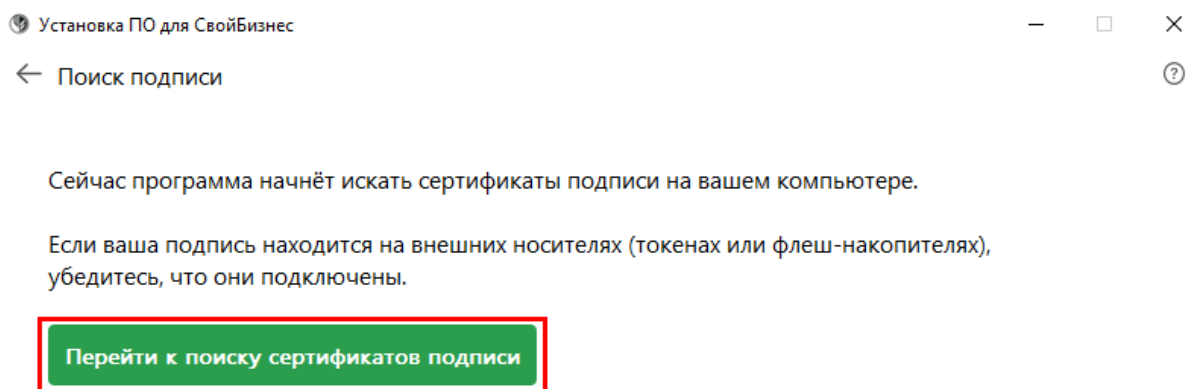 Установка ПО для СвойБизнес
Поиск подписи
Сейчас программа начнёт искать сертификаты подписи на вашем компьютере.
Если ваша подпись находится на внешних носителях (токенах или флеш-накопителях),
убедитесь, что они подключены.
Перейти к поиску сертификатов подписи